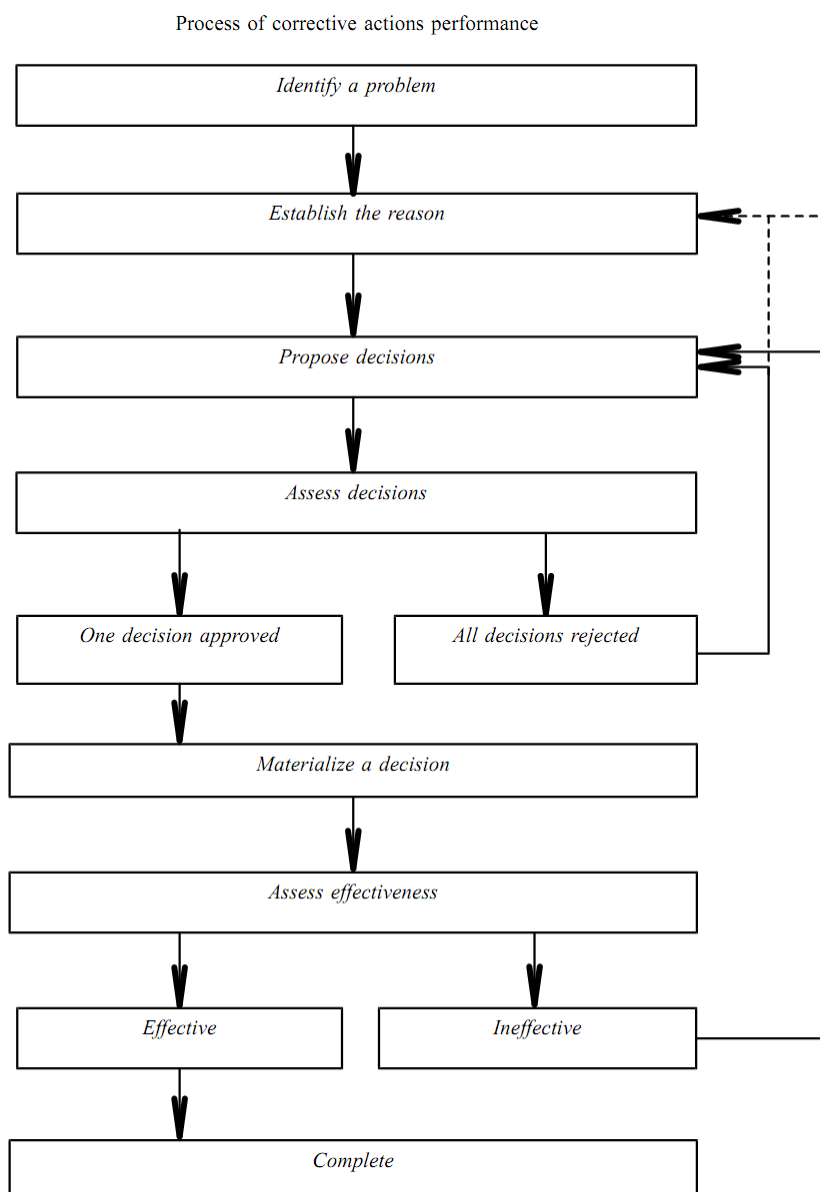 Process of corrective actions performance
Identify a problem
Establish the reason
Propose decisions
Assess decisions
One decision approved
All decisions rejected
Materialize a decision
Assess effectiveness
Effective
Ineffective
Complete